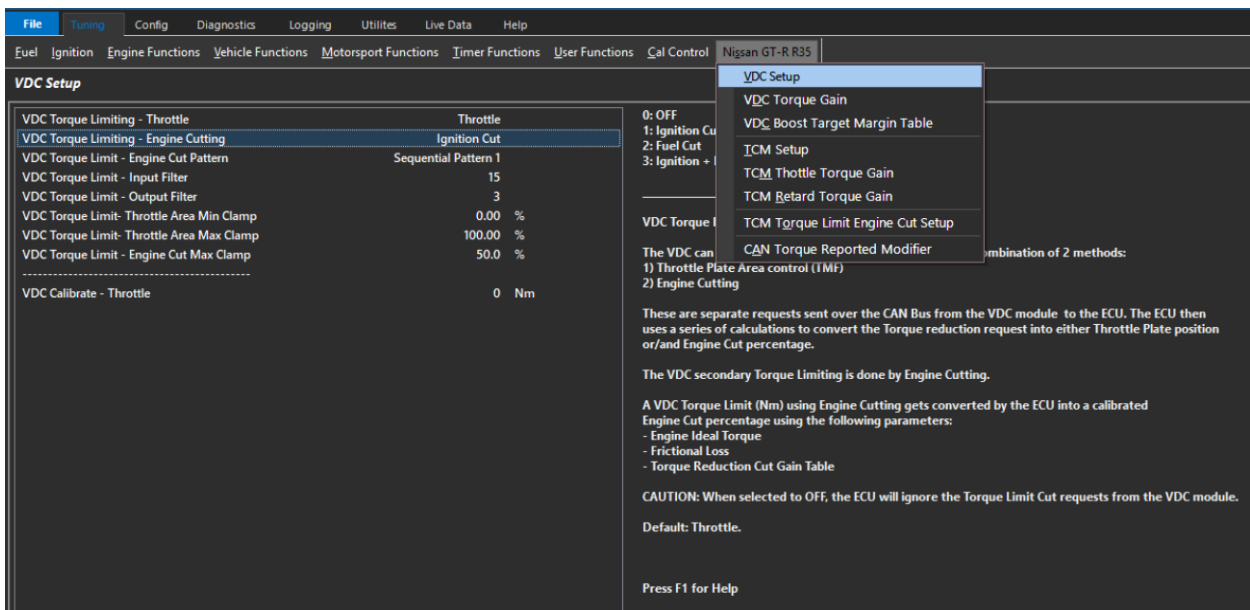 File Tuning Config Diagnostics Logging Utilites Live Data Help
Fuel Ignition Engine Functions Vehicle Functions Motorsport Functions Timer Functions User Functions Cal Control Nissan GT-R R35
VDC Setup
VDC Setup
VDC Torque Gain
VDC Boost Target Margin Table
TCM Setup
TCM Thottle Torque Gain
TCM Retard Torque Gain
TCM Torque Limit Engine Cut Setup
CAN Torque Reported Modifier
VDC Torque Limiting - Throttle Throttle
VDC Torque Limiting - Engine Cutting Ignition Cut
VDC Torque Limit - Engine Cut Pattern Sequential Pattern 1
VDC Torque Limit - Input Filter 15
VDC Torque Limit - Output Filter 3
VDC Torque Limit- Throttle Area Min Clamp 0.00 %
VDC Torque Limit- Throttle Area Max Clamp 100.00 %
VDC Torque Limit - Engine Cut Max Clamp 50.0 %
--------------------------------------------
VDC Calibrate - Throttle 0 Nm
0: OFF
1: Ignition Cu
2: Fuel Cut
3: Ignition +
VDC Torque
The VDC can ombination of 2 methods:
1) Throttle Plate Area control (TMF)
2) Engine Cutting
These are separate requests sent over the CAN Bus from the VDC module to the ECU. The ECU then
uses a series of calculations to convert the Torque reduction request into either Throttle Plate position
or/and Engine Cut percentage.
The VDC secondary Torque Limiting is done by Engine Cutting.
A VDC Torque Limit (Nm) using Engine Cutting gets converted by the ECU into a calibrated
Engine Cut percentage using the following parameters:
- Engine Ideal Torque
- Frictional Loss
- Torque Reduction Cut Gain Table
CAUTION: When selected to OFF, the ECU will ignore the Torque Limit Cut requests from the VDC module.
Default: Throttle.
Press F1 for Help